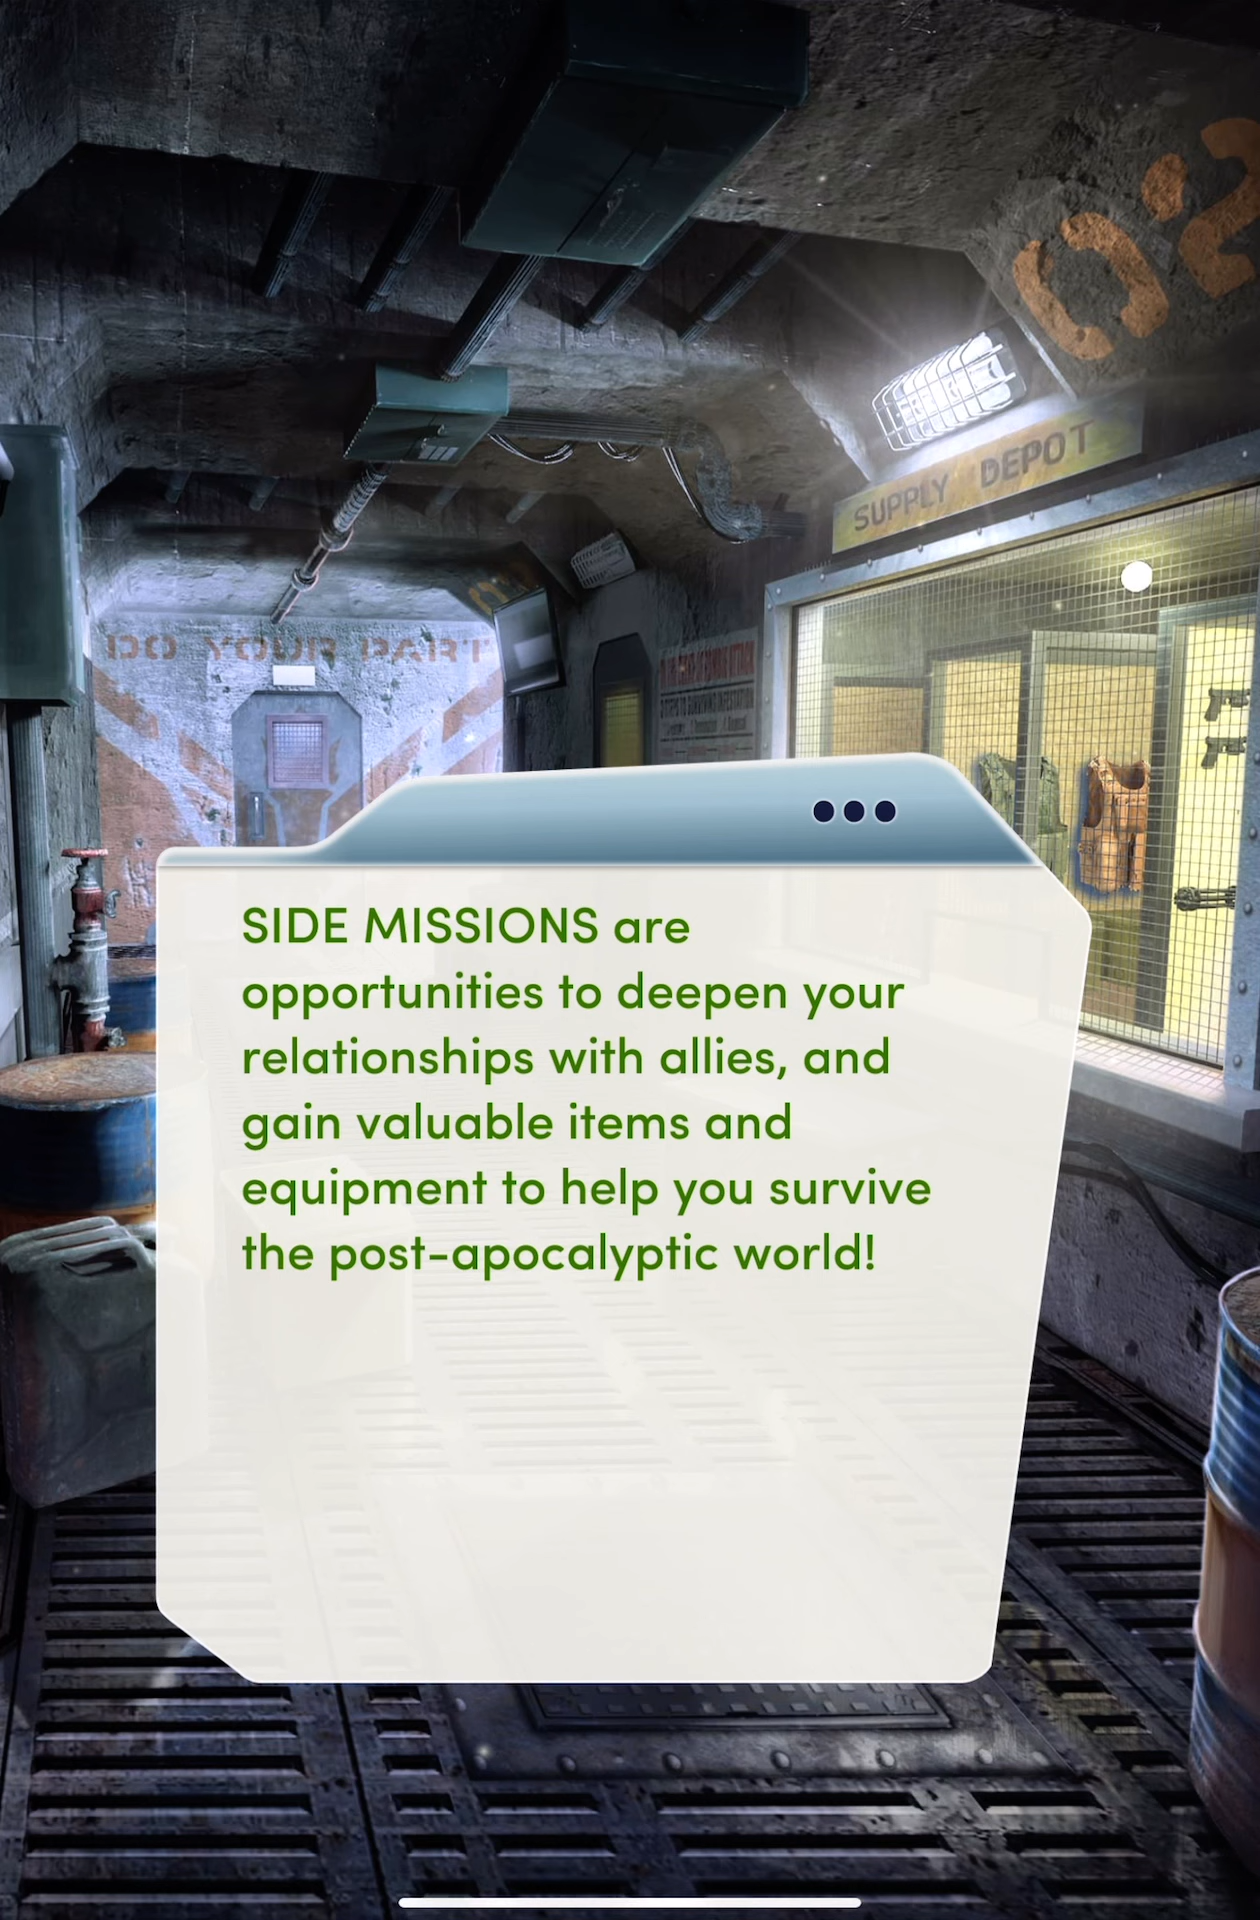 02
SUPPLY DEPOT
DO YOUR PART
SIDE MISSIONS are
opportunities to deepen your
relationships with allies, and
gain valuable items and
equipment to help you survive
the post-apocalyptic world!